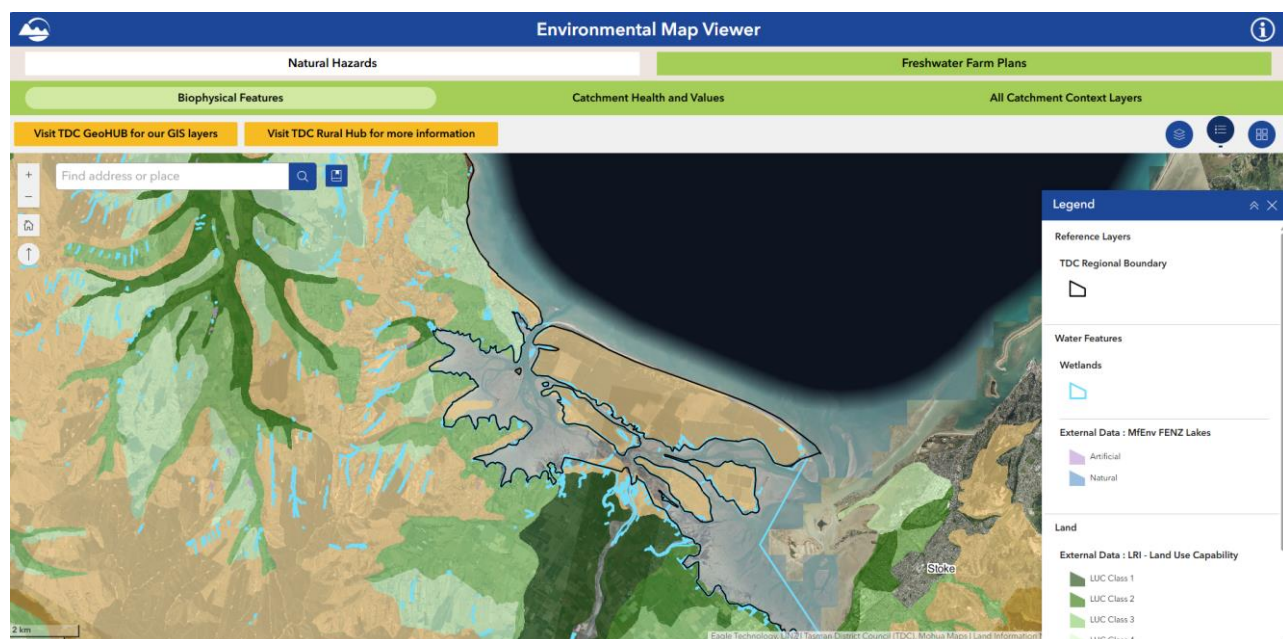 Environmental Map Viewer
Natural Hazards
Freshwater Farm Plans
Biophysical Features
Catchment Health and Values
All Catchment Context Layers
Visit TDC GeoHUB for our GIS layers
Visit TDC Rural Hub for more information
Find address or place
Legend
Reference Layers
TDC Regional Boundary
Water Features
Wetlands
External Data : MfEnv FENZ Lakes
Artificial
Natural
Land
External Data : LRI - Land Use Capability
LUC Class 1
LUC Class 2
LUC Class 3
Stoke
2 km
Eagle Technology, LINZ | Tasman District Council (TDC), Mohua Maps | Land Information